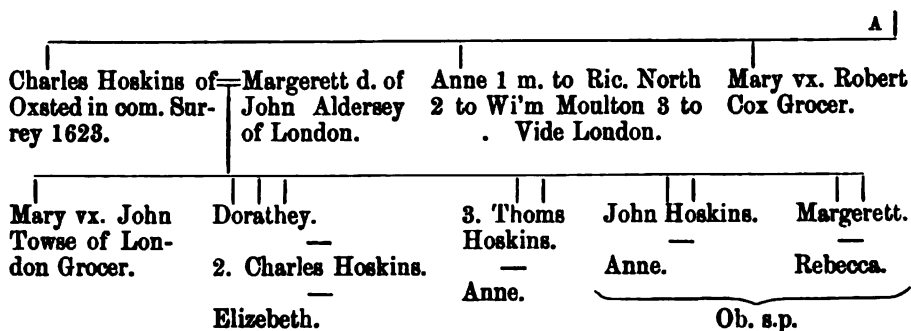 A
Charles Hoskins of
Oxsted in com. Sur-
rey 1623.
Margerett d. of
John Aldersey
of London.
Anne 1 m. to Ric. North
2 to Wi'm Moulton 3 to
. Vide London.
Mary vx. Robert
Cox Grocer.
Mary vx. John
Towse of Lon-
don Grocer.
Dorathey.
—
2. Charles Hoskins.
—
Elizebeth.
3. Thoms
Hoskins.
—
Anne.
John Hoskins.
—
Anne.
Margerett.
—
Rebecca.
Ob. s.p.